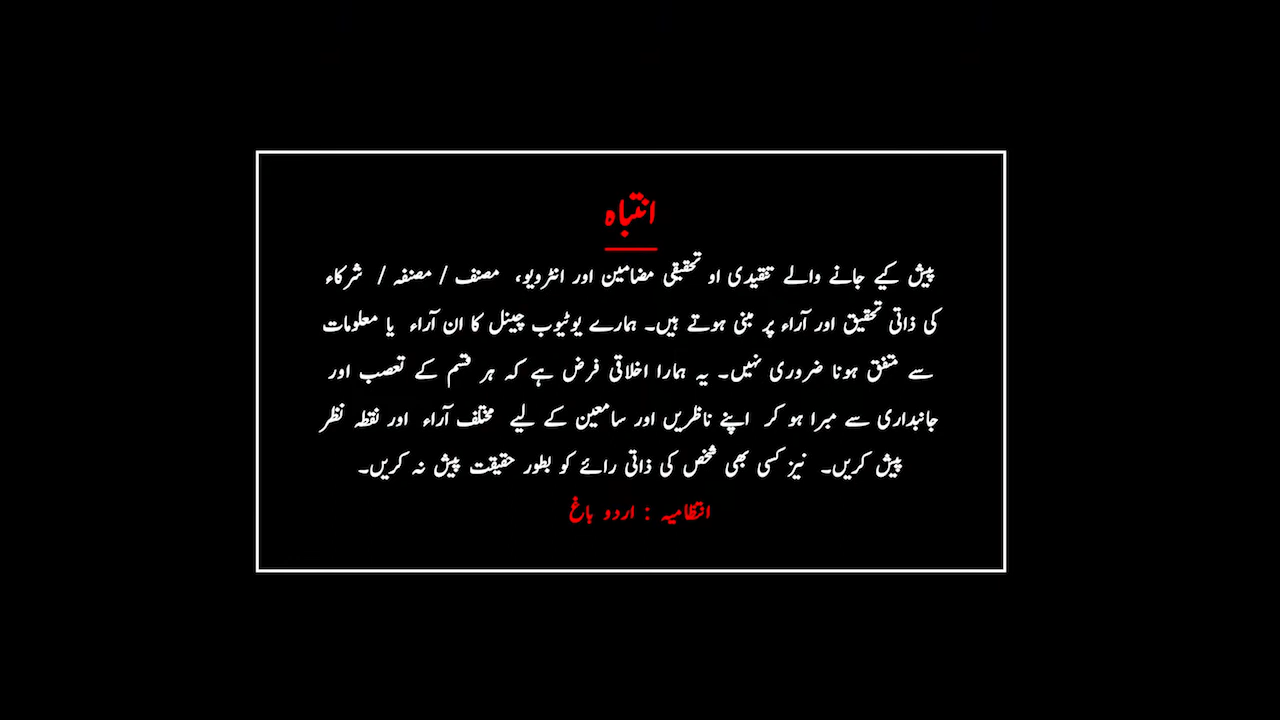 انتباہ
پیش کیے جانے والے تنقیدی او تحقیقی مضامین اور انٹرویو، مصنف / مصنفہ / شرکاء
کی ذاتی تحقیق اور آراء پر مبنی ہوتے ہیں۔ ہمارے یوٹیوب چینل کا ان آراء یا معلومات
سے متفق ہونا ضروری نہیں۔ یہ ہمارا اخلاقی فرض ہے کہ ہر قسم کے تعصب اور
جانبداری سے مبرا ہو کر اپنے ناظریں اور سامعین کے لیے مختلف آراء اور نقطہ نظر
پیش کریں۔ نیز کسی بھی شخص کی ذاتی رائے کو بطور حقیقت پیش نہ کریں۔
انتظامیہ : اردو باغ